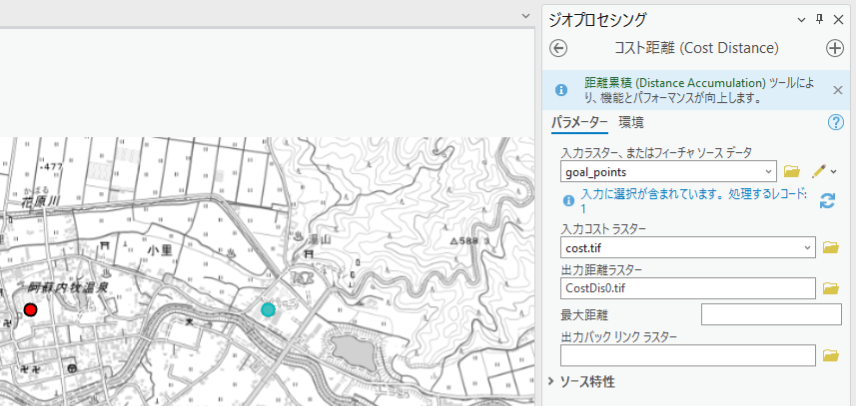 ジオプロセシング
コスト距離 (Cost Distance)
距離累積 (Distance Accumulation) ツールによ
り、機能とパフォーマンスが向上します。
パラメーター 環境
入力ラスター、またはフィーチャ ソース データ
goal_points
入力に選択が含まれています。処理するレコード:
1
入力コスト ラスター
cost.tif
出力距離ラスター
CostDis0.tif
最大距離
出力バック リンク ラスター
ソース特性
-477
かばる
花原川
小里
湯山
588
阿蘇内牧温泉